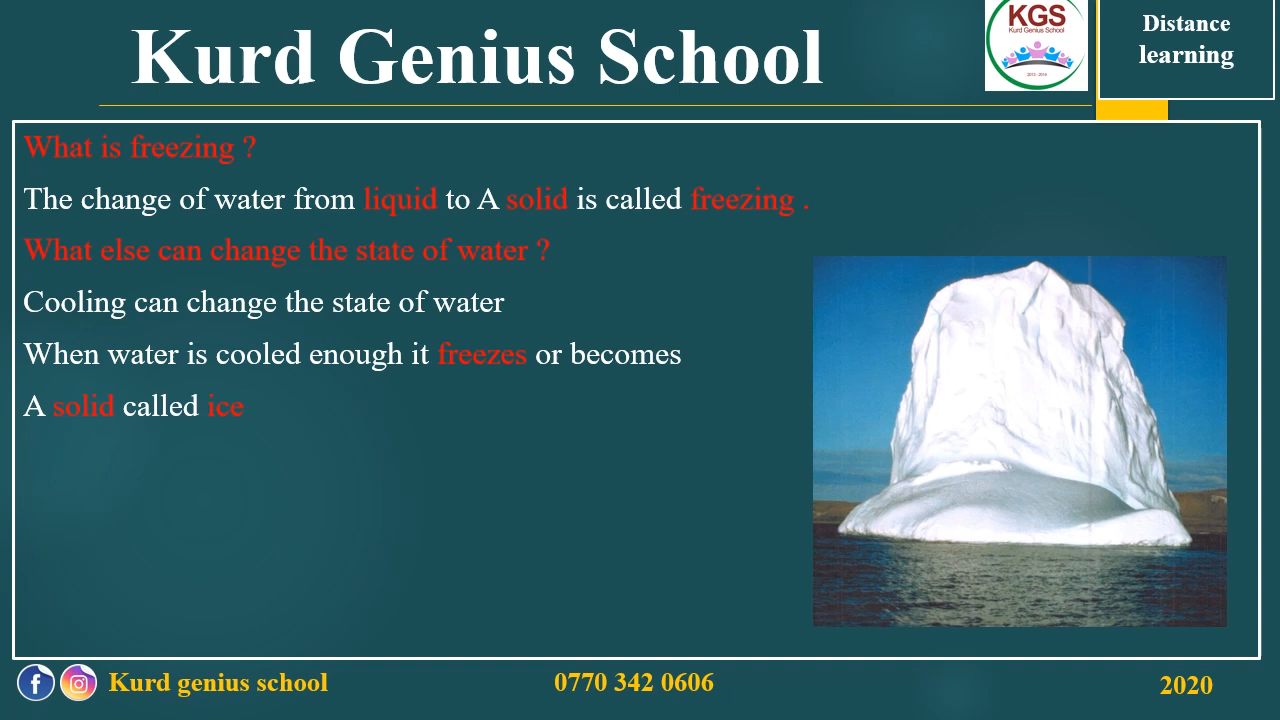 Kurd Genius School
KGS
Kurd Genius School
Distance
learning
What is freezing ?
The change of water from liquid to A solid is called freezing .
What else can change the state of water ?
Cooling can change the state of water
When water is cooled enough it freezes or becomes
A solid called ice
Kurd genius school
0770 342 0606
2020